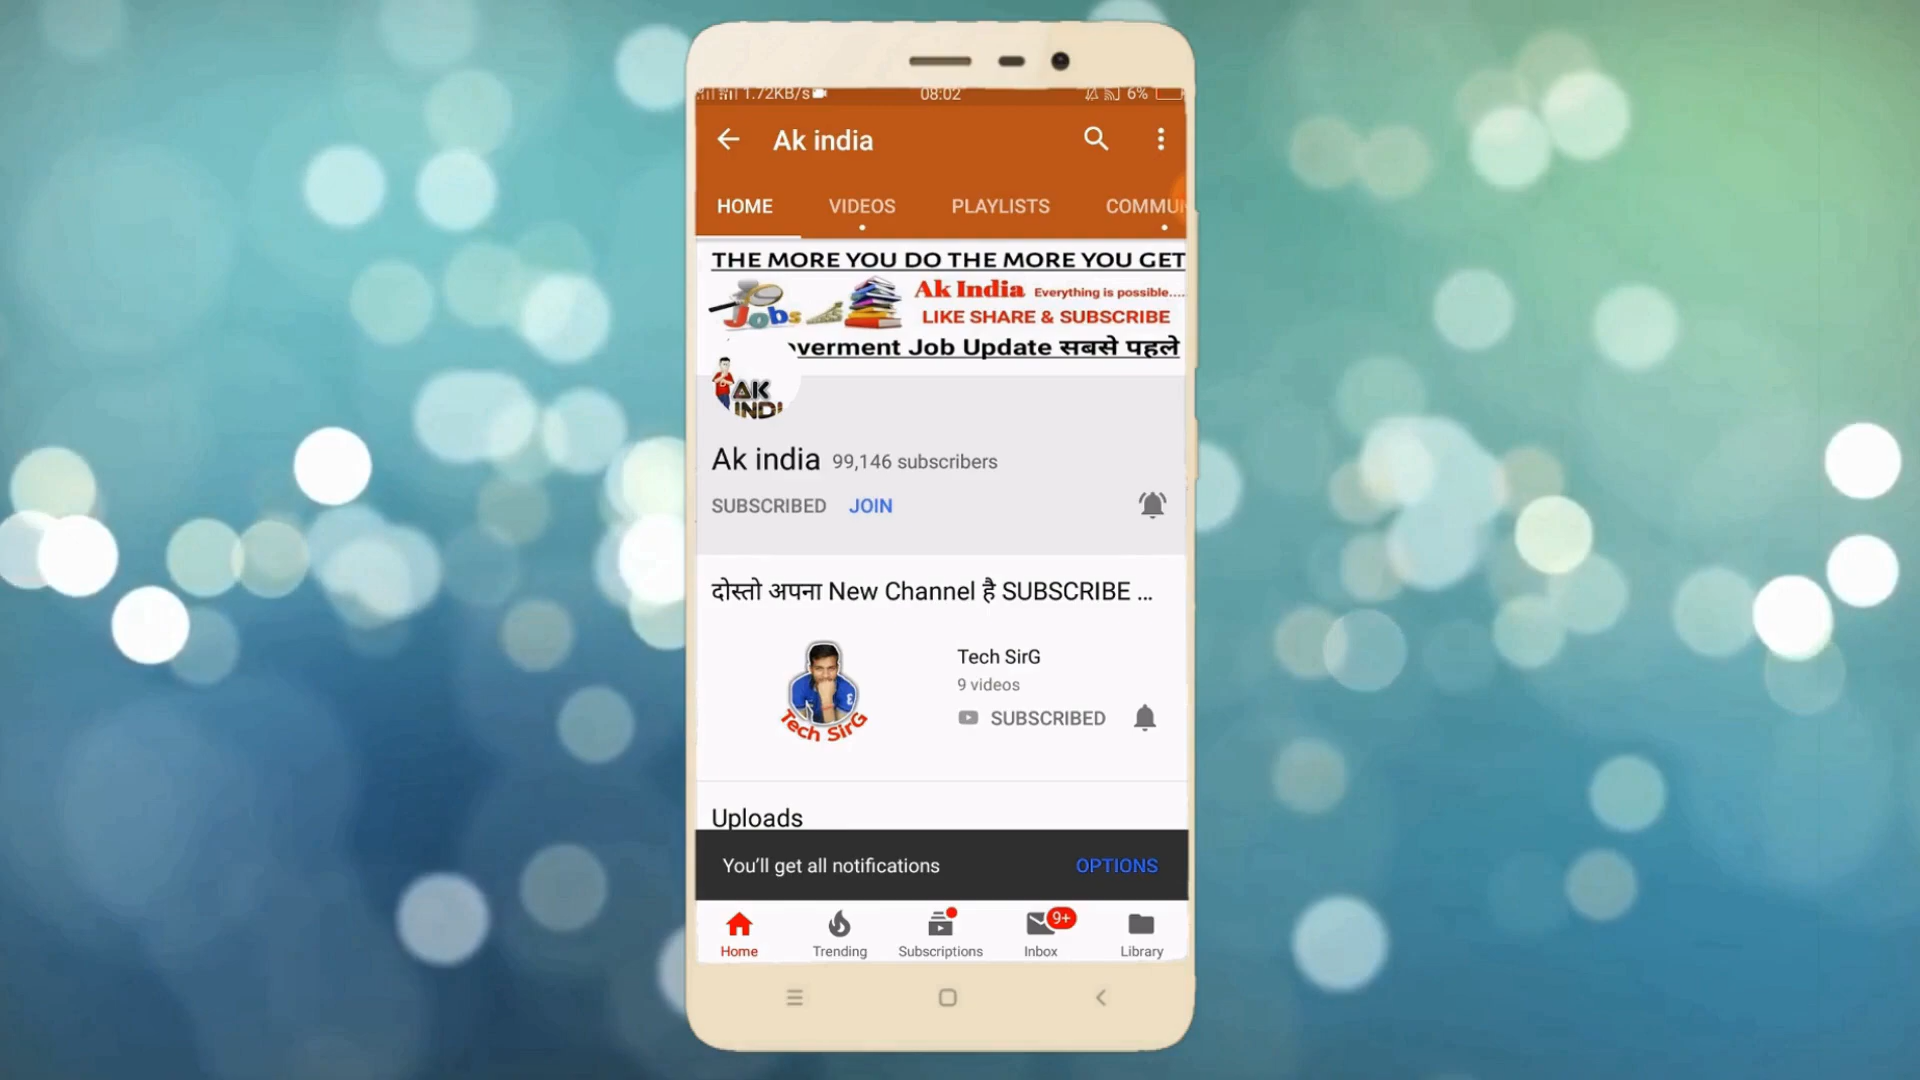 1.72KB/s 08:02 6%
Ak india
HOME VIDEOS PLAYLISTS COMMU
THE MORE YOU DO THE MORE YOU GET
Jobs Ak India Everything is possible....
LIKE SHARE & SUBSCRIBE
verment Job Update सबसे पहले
AK
INDI
Ak india 99,146 subscribers
SUBSCRIBED JOIN
दोस्तो अपना New Channel है SUBSCRIBE ...
Tech SirG
9 videos
SUBSCRIBED
Tech SirG
Uploads
You'll get all notifications OPTIONS
9+
Home Trending Subscriptions Inbox Library